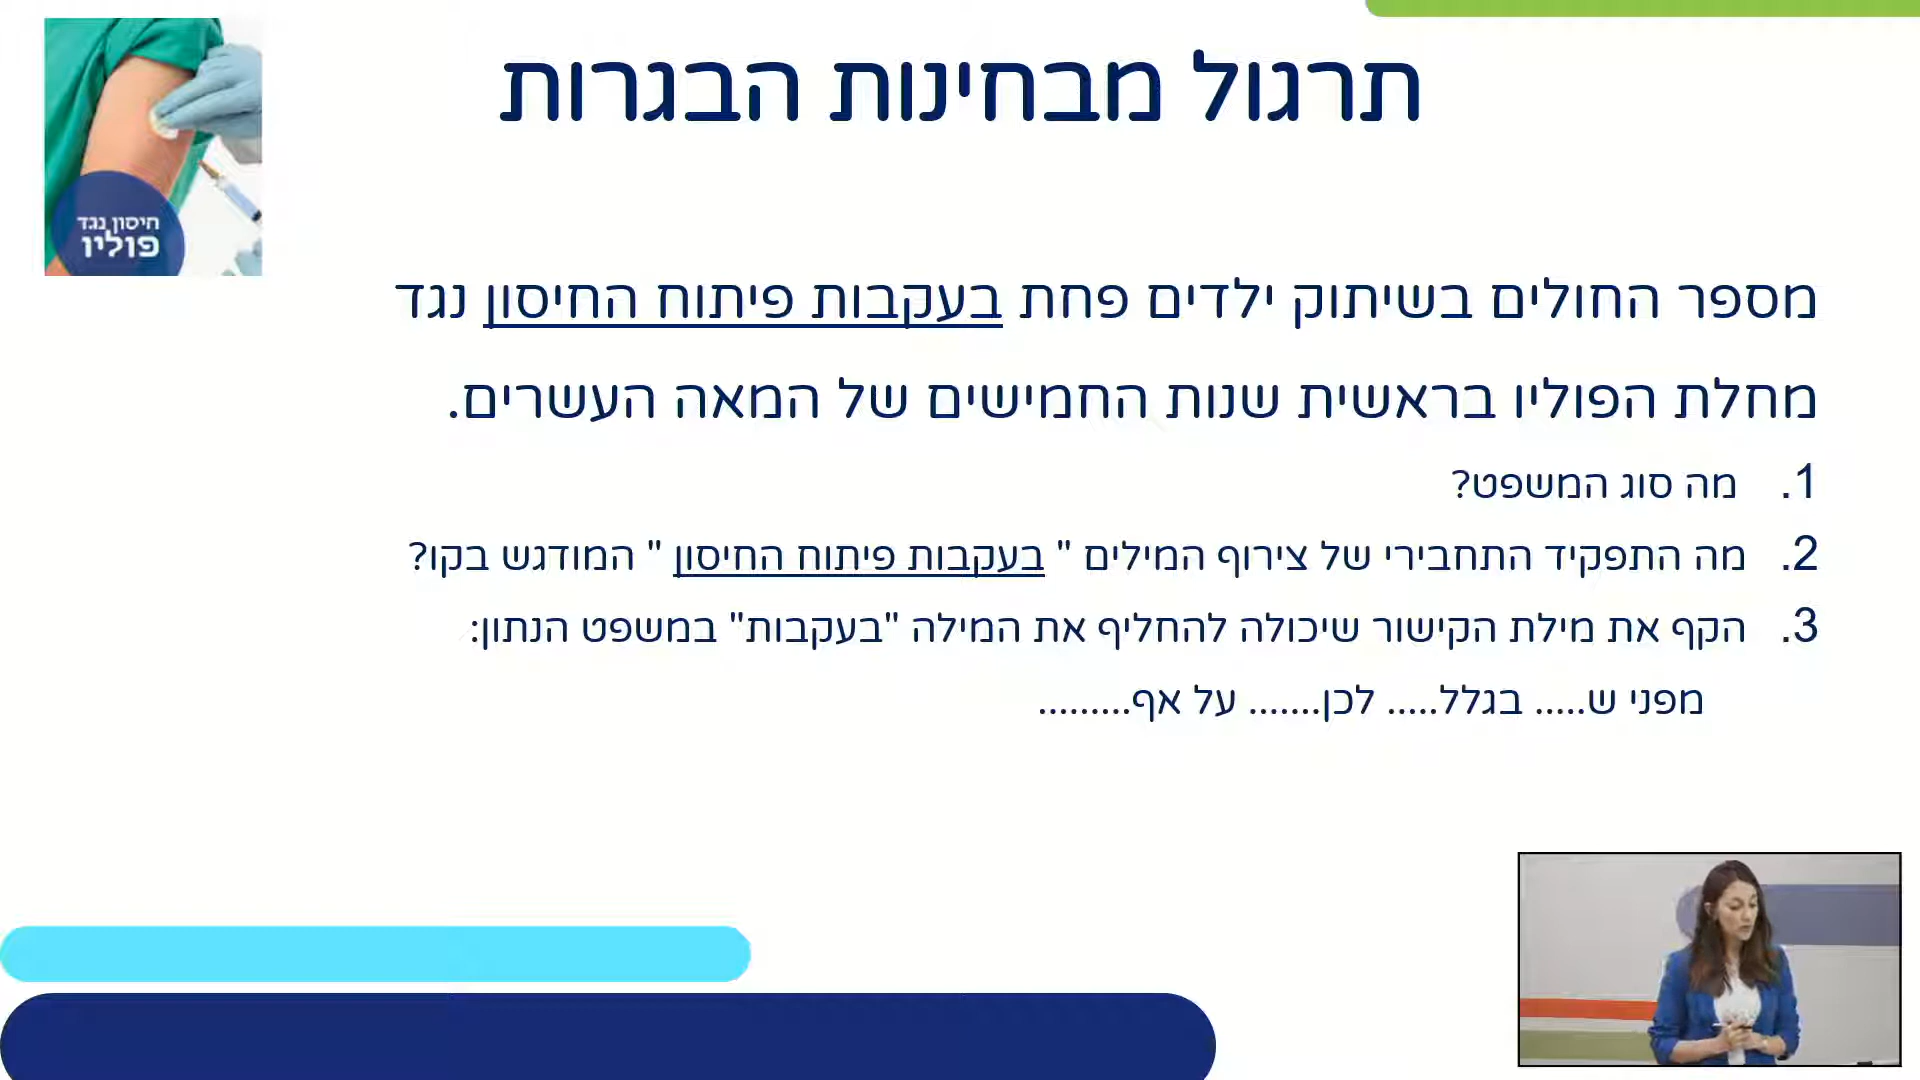 תרגול מבחינות הבגרות
חיסון נגד
פוליו
מספר החולים בשיתוק ילדים פחת בעקבות פיתוח החיסון נגד
מחלת הפוליו בראשית שנות החמישים של המאה העשרים.
1. מה סוג המשפט?
2. מה התפקיד התחבירי של צירוף המילים " בעקבות פיתוח החיסון " המודגש בקו?
3. הקף את מילת הקישור שיכולה להחליף את המילה "בעקבות" במשפט הנתון:
מפני ש..... בגלל..... לכן....... על אף.........